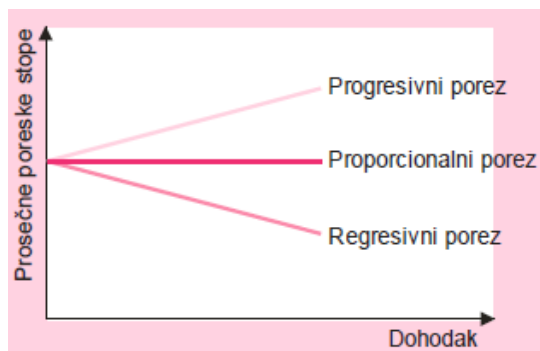 Prosečne poreske stope
Progresivni porez
Proporcionalni porez
Regresivni porez
Dohodak